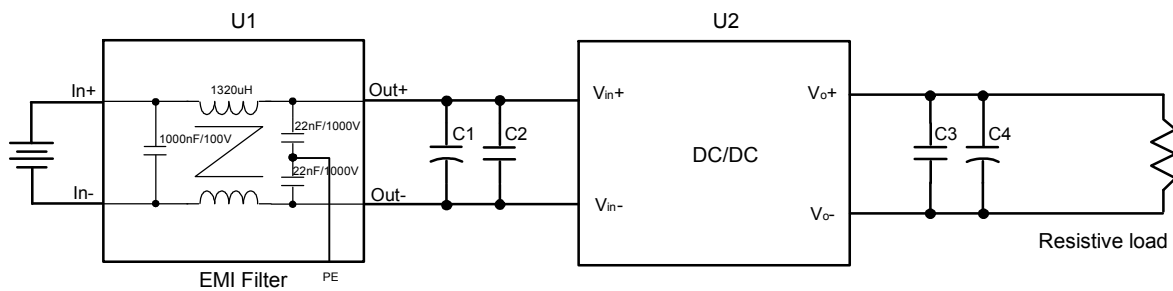 U1
U2
In+
1320uH
Out+
22nF/1000V
1000nF/100V
22nF/1000V
In-
Out-
PE
EMI Filter
C1
C2
Vin+
Vo+
DC/DC
Vin-
Vo-
C3
C4
Resistive load